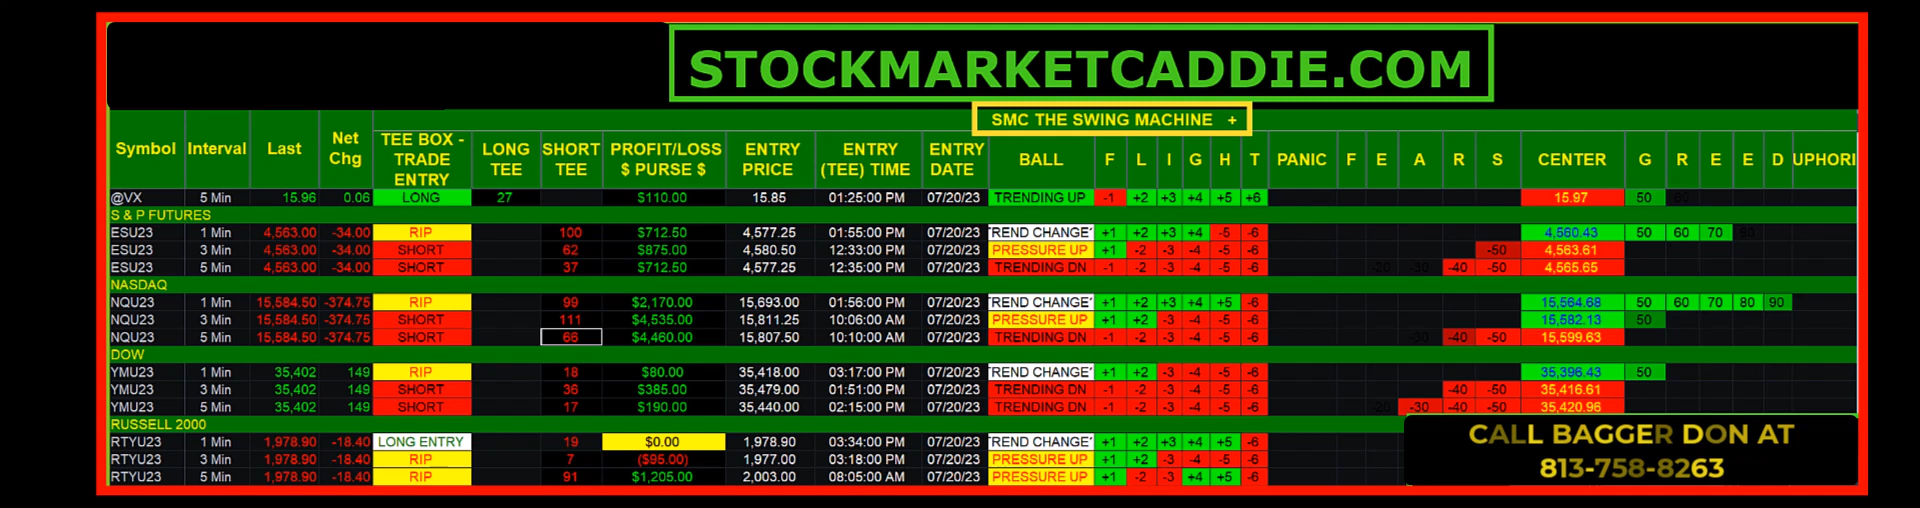 STOCKMARKETCADDIE.COM
SMC THE SWING MACHINE +
Symbol Interval Last Net Chg TEE BOX - TRADE ENTRY LONG TEE SHORT TEE PROFIT/LOSS $ PURSE $ ENTRY PRICE ENTRY (TEE) TIME ENTRY DATE BALL F L I G H T PANIC F E A R S CENTER G R E E D UPHORI
@VX 5 Min 15.96 0.06 LONG 27 $110.00 15.85 01:25:00 PM 07/20/23 TRENDING UP -1 +2 +3 +4 +5 +6 15.97 50 60
S & P FUTURES
ESU23 1 Min 4,563.00 -34.00 RIP 100 $712.50 4,577.25 01:55:00 PM 07/20/23 TREND CHANGE +1 +2 +3 +4 -5 -6 4,560.43 50 60 70 80
ESU23 3 Min 4,563.00 -34.00 SHORT 62 $875.00 4,580.50 12:33:00 PM 07/20/23 PRESSURE UP +1 -2 -3 -4 -5 -6 -50 4,563.61
ESU23 5 Min 4,563.00 -34.00 SHORT 37 $712.50 4,577.25 12:35:00 PM 07/20/23 TRENDING DN -1 -2 -3 -4 -5 -6 -20 -30 -40 -50 4,565.65
NASDAQ
NQU23 1 Min 15,584.50 -374.75 RIP 99 $2,170.00 15,693.00 01:56:00 PM 07/20/23 TREND CHANGE +1 +2 +3 +4 +5 -6 15,564.68 50 60 70 80 90
NQU23 3 Min 15,584.50 -374.75 SHORT 111 $4,535.00 15,811.25 10:06:00 AM 07/20/23 PRESSURE UP +1 +2 -3 -4 -5 -6 15,582.13 50
NQU23 5 Min 15,584.50 -374.75 SHORT 66 $4,460.00 15,807.50 10:10:00 AM 07/20/23 TRENDING DN -1 -2 -3 -4 -5 -6 -30 -40 -50 15,599.63
DOW
YMU23 1 Min 35,402 149 RIP 18 $80.00 35,418.00 03:17:00 PM 07/20/23 TREND CHANGE +1 +2 -3 -4 -5 -6 35,396.43 50
YMU23 3 Min 35,402 149 SHORT 36 $385.00 35,479.00 01:51:00 PM 07/20/23 TRENDING DN -1 -2 -3 -4 -5 -6 -40 -50 35,416.61
YMU23 5 Min 35,402 149 SHORT 17 $190.00 35,440.00 02:15:00 PM 07/20/23 TRENDING DN -1 -2 -3 -4 -5 -6 -20 -30 -40 -50 35,420.96
RUSSELL 2000
RTYU23 1 Min 1,978.90 -18.40 LONG ENTRY 19 $0.00 1,978.90 03:34:00 PM 07/20/23 TREND CHANGE +1 +2 +3 +4 +5 -6
RTYU23 3 Min 1,978.90 -18.40 RIP 7 ($95.00) 1,977.00 03:18:00 PM 07/20/23 PRESSURE UP +1 +2 -3 -4 -5 -6
RTYU23 5 Min 1,978.90 -18.40 RIP 91 $1,205.00 2,003.00 08:05:00 AM 07/20/23 PRESSURE UP +1 -2 -3 +4 +5 -6
CALL BAGGER DON AT
813-758-8263